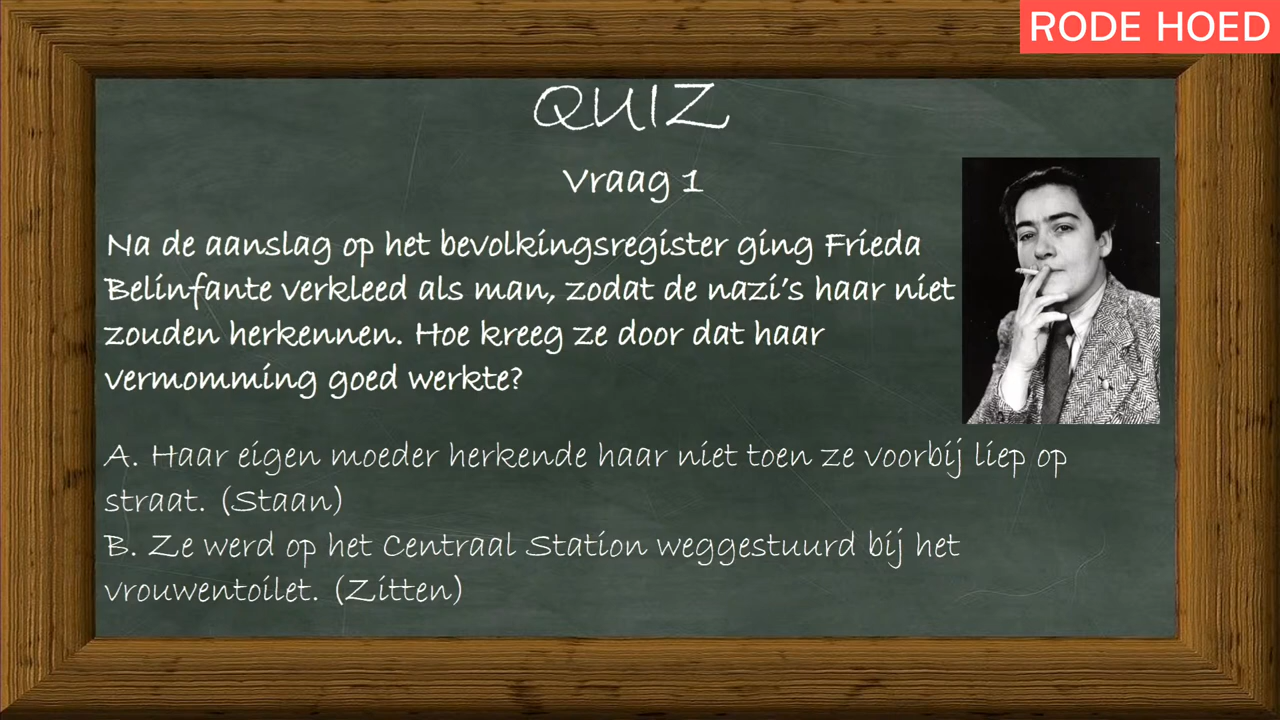 RODE HOED
QUIZ
Vraag 1
Na de aanslag op het bevolkingsregister ging Frieda
Belinfante verkleed als man, zodat de nazi's haar niet
zouden herkennen. Hoe kreeg ze door dat haar
vermomming goed werkte?
A. Haar eigen moeder herkende haar niet toen ze voorbij liep op
straat. (Staan)
B. Ze werd op het Centraal Station weggestuurd bij het
vrouwentoilet. (Zitten)